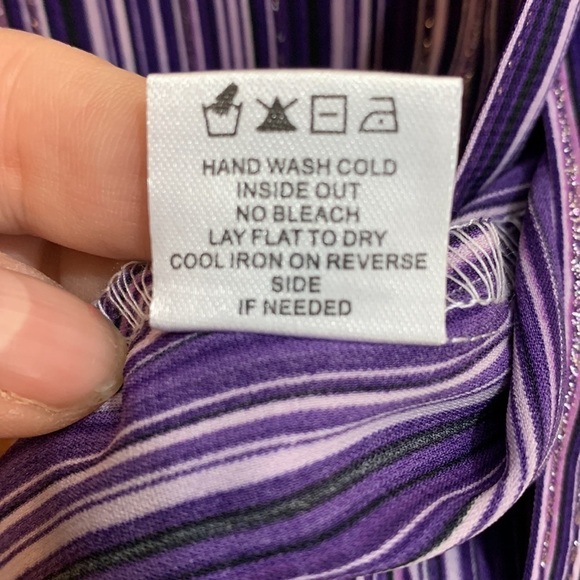 HAND WASH COLD
INSIDE OUT
NO BLEACH
LAY FLAT TO DRY
COOL IRON ON REVERSE
SIDE
IF NEEDED